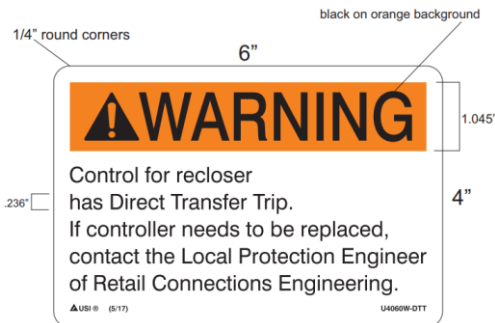 black on orange background
1/4" round corners
6"
WARNING
1.045"
Control for recloser
has Direct Transfer Trip.
.236"
4"
If controller needs to be replaced,
contact the Local Protection Engineer
of Retail Connections Engineering.
USI ® (5/17) U4060W-DTT